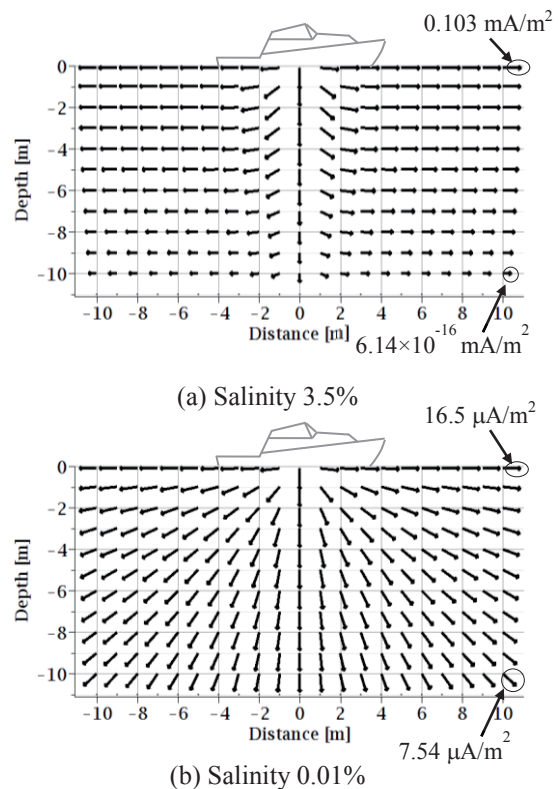 0.103 mA/m²
0
-2
-4
-6
-8
-10
Depth [m]
-10 -8 -6 -4 -2 0 2 4 6 8 10
Distance [m]
6.14×10⁻¹⁶ mA/m²
(a) Salinity 3.5%
16.5 μA/m²
0
-2
-4
-6
-8
-10
Depth [m]
-10 -8 -6 -4 -2 0 2 4 6 8 10
Distance [m]
7.54 μA/m²
(b) Salinity 0.01%